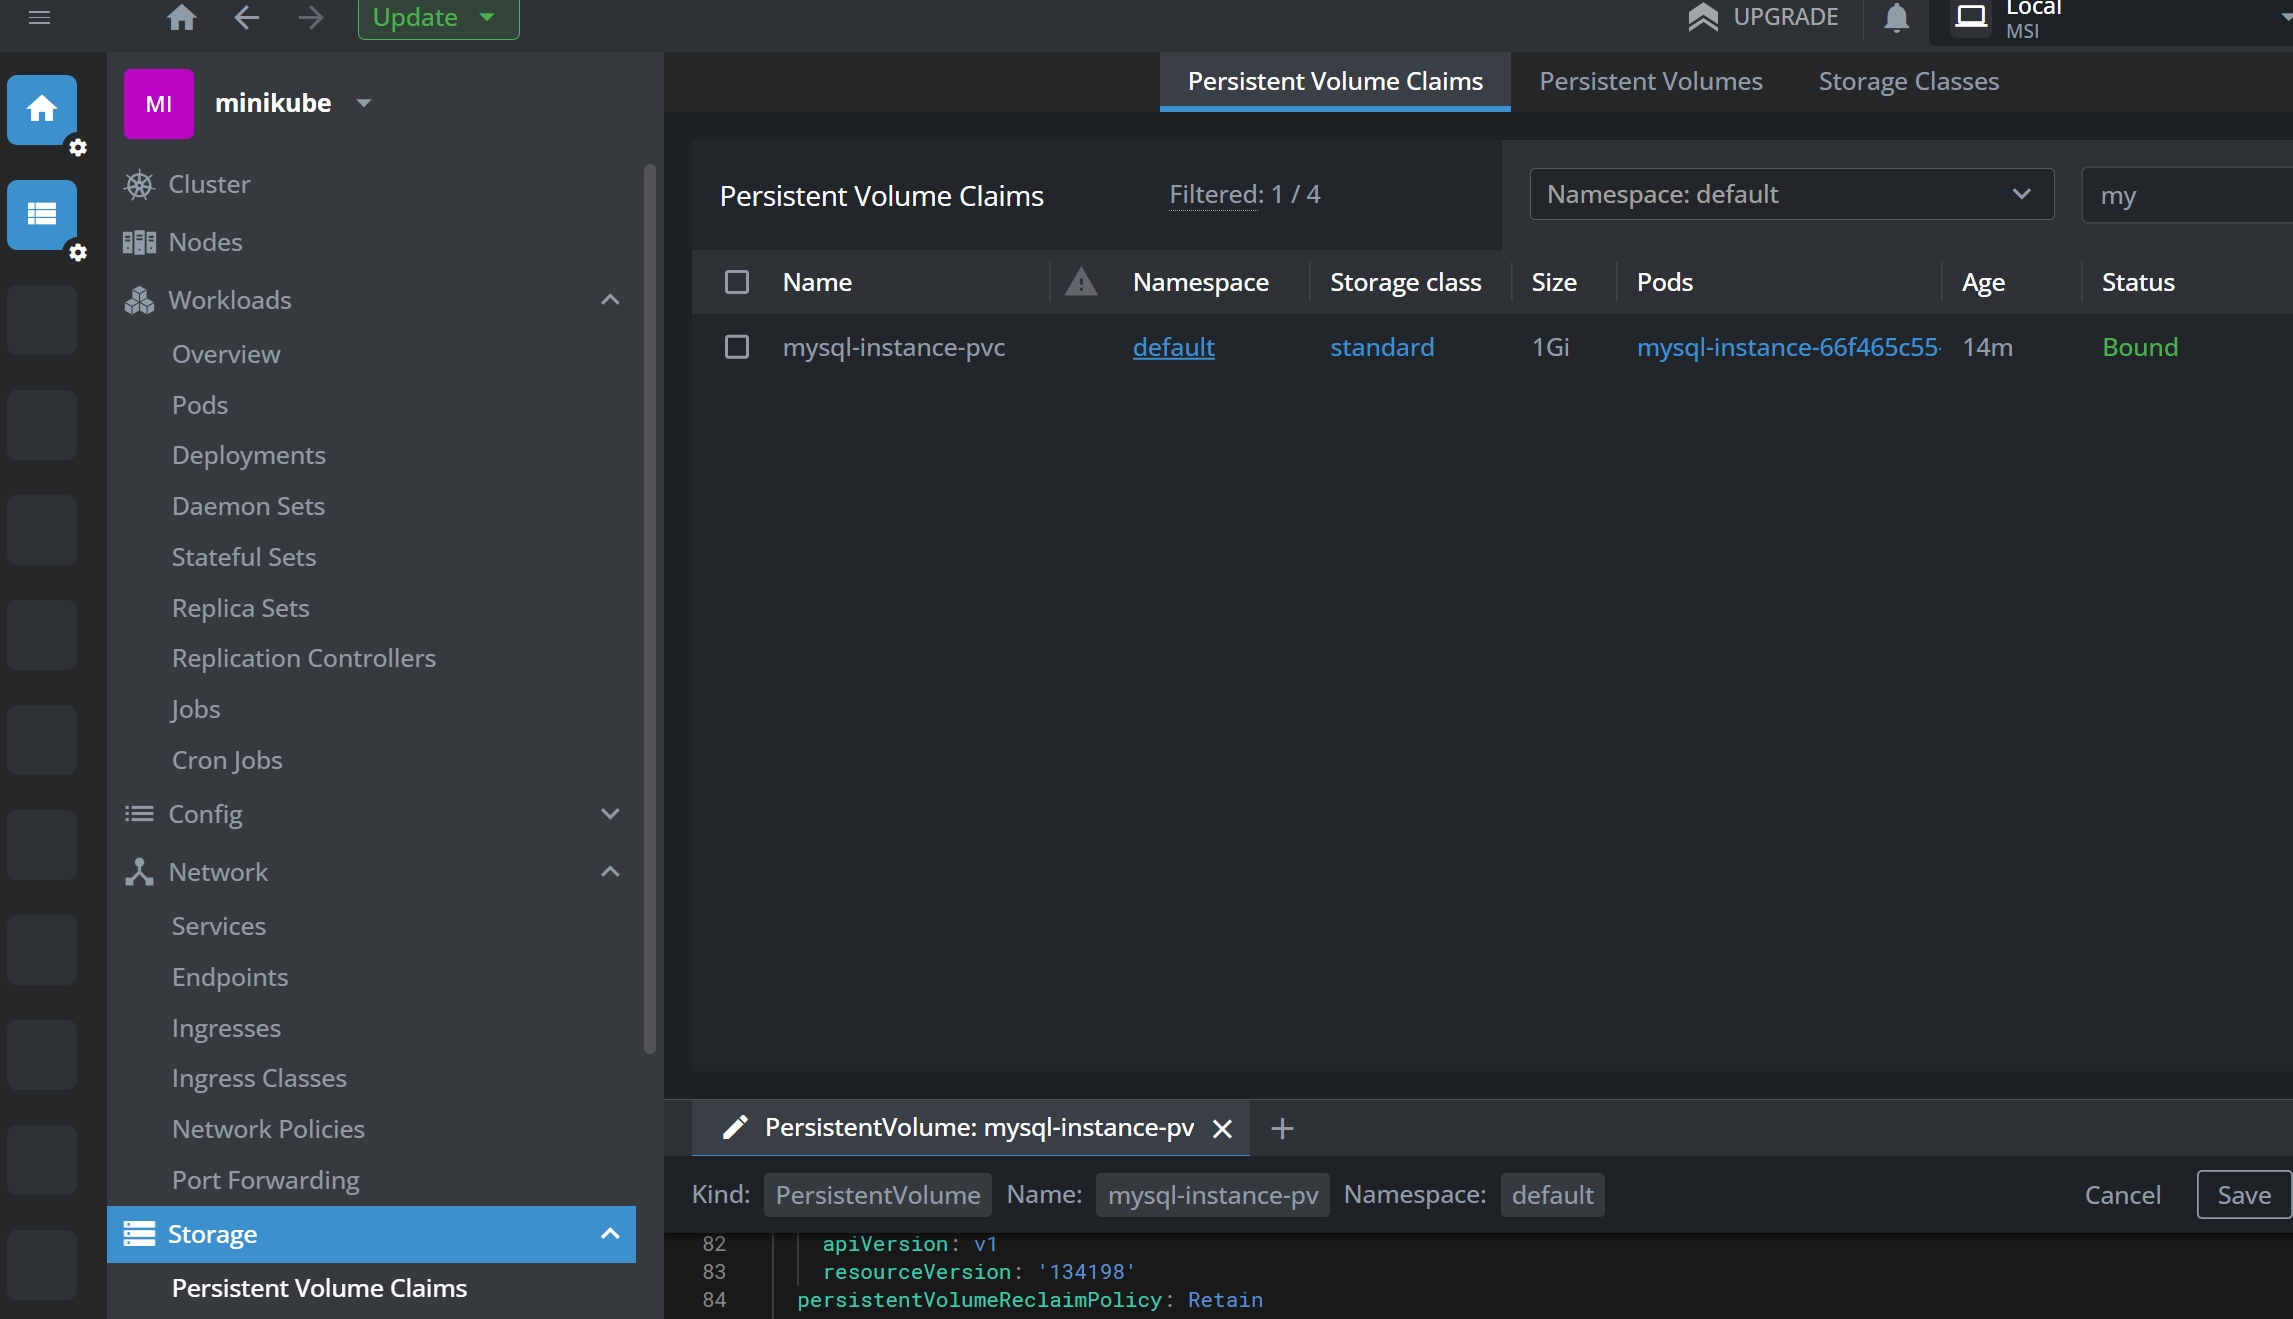 Update
UPGRADE
Local
MSI
MI
minikube
Cluster
Nodes
Workloads
Overview
Pods
Deployments
Daemon Sets
Stateful Sets
Replica Sets
Replication Controllers
Jobs
Cron Jobs
Config
Network
Services
Endpoints
Ingresses
Ingress Classes
Network Policies
Port Forwarding
Storage
Persistent Volume Claims
Persistent Volume Claims Persistent Volumes Storage Classes
Persistent Volume Claims Filtered: 1 / 4 Namespace: default my
Name Namespace Storage class Size Pods Age Status
mysql-instance-pvc default standard 1Gi mysql-instance-66f465c55- 14m Bound
PersistentVolume: mysql-instance-pv
Kind: PersistentVolume Name: mysql-instance-pv Namespace: default Cancel Save
82 apiVersion: v1
83 resourceVersion: '134198'
84 persistentVolumeReclaimPolicy: Retain